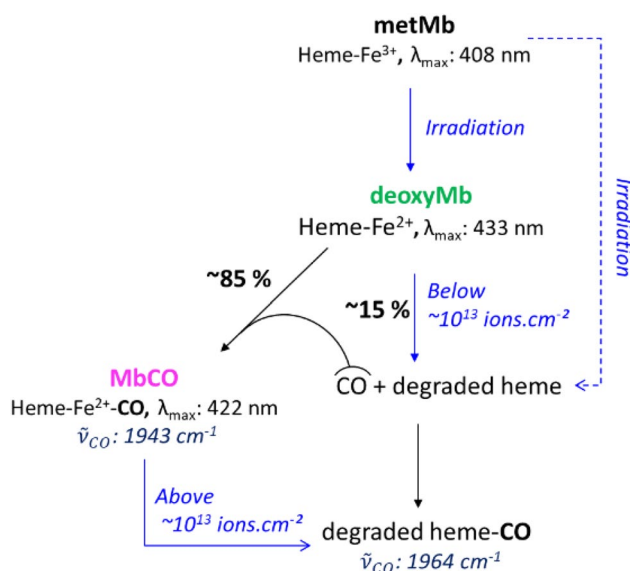 metMb
Heme-Fe³⁺, λmax: 408 nm
Irradiation
Irradiation
deoxyMb
Heme-Fe²⁺, λmax: 433 nm
~85 %
~15 %
Below
~10¹³ ions.cm⁻²
MbCO
Heme-Fe²⁺-CO, λmax: 422 nm
ṽCO: 1943 cm⁻¹
CO + degraded heme
Above
~10¹³ ions.cm⁻²
degraded heme-CO
ṽCO: 1964 cm⁻¹